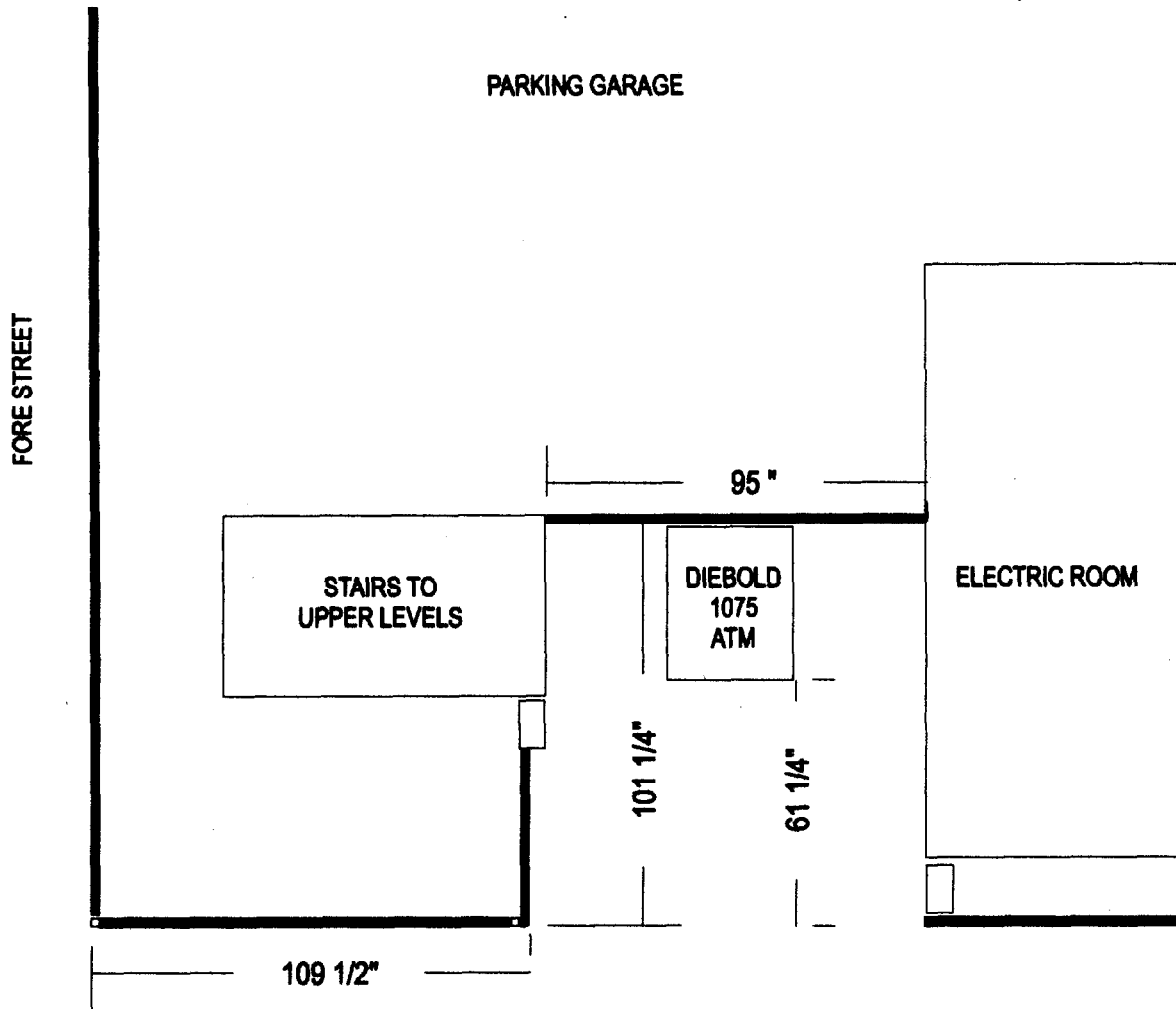 PARKING GARAGE
FORE STREET
95 "
STAIRS TO
UPPER LEVELS
DIEBOLD
1075
ATM
ELECTRIC ROOM
101 1/4"
61 1/4"
109 1/2"